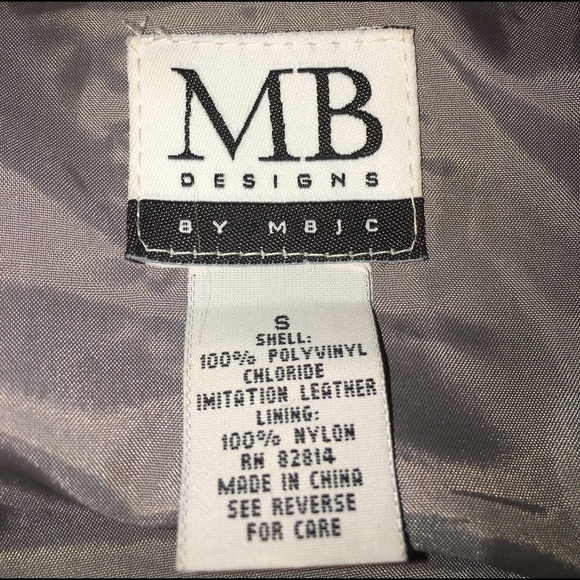 MB
DESIGNS
BY MBJC
S
SHELL:
100% POLYVINYL
CHLORIDE
IMITATION LEATHER
LINING:
100% NYLON
RN 82814
MADE IN CHINA
SEE REVERSE
FOR CARE